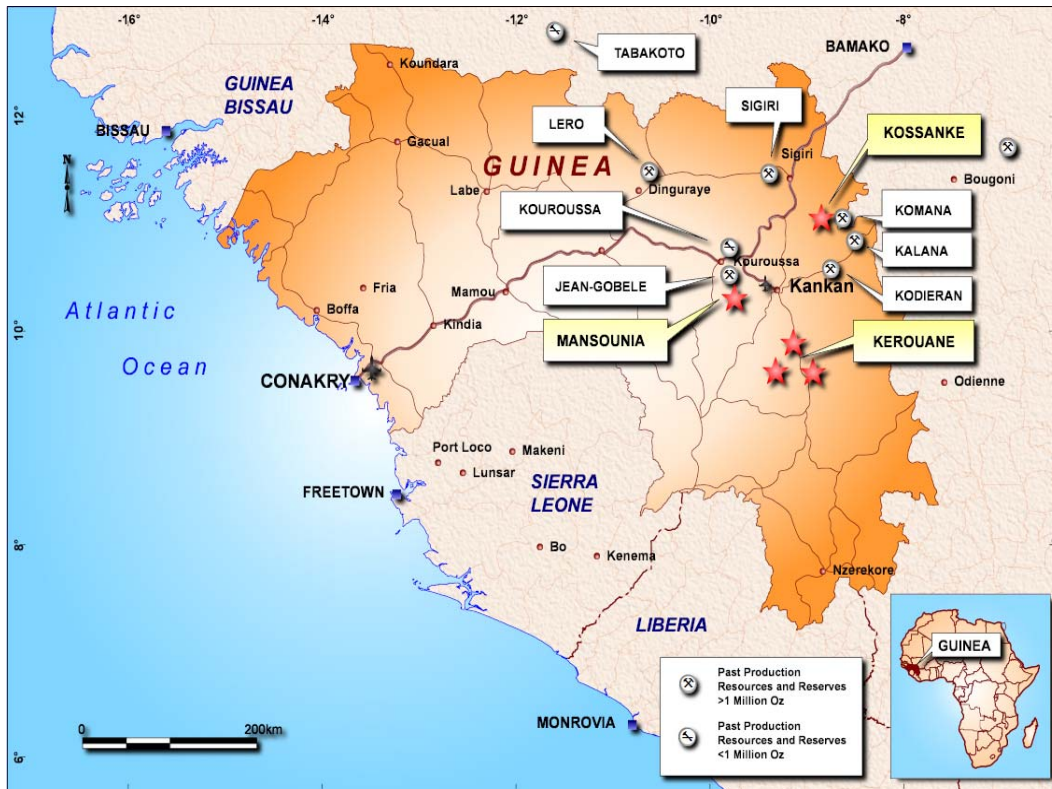 -16°
-14
-12
-10
-8
BAMAKO
TABAKOTO
Koundara
GUINEA
BISSAU
SIGIRI
12°
BISSAU
LERO
KOSSANKE
Gacual
Sigiri
N
GUINEA
Bougoni
Labe
Dinguraye
KOUROUSSA
KOMANA
KALANA
Kouroussa
JEAN-GOBELE
Kankan
KODIERAN
Fria
Mamou
Atlantic
Boffa
10°
Kindia
MANSOUNIA
KEROUANE
Ocean
CONAKRY
Odienne
Port Loco
Makeni
Lunsar
SIERRA
LEONE
FREETOWN
8°
Bo
Kenema
Nzerekore
LIBERIA
GUINEA
Past Production
Resources and Reserves
>1 Million Oz
0
200km
MONROVIA
Past Production
Resources and Reserves
<1 Million Oz
6°